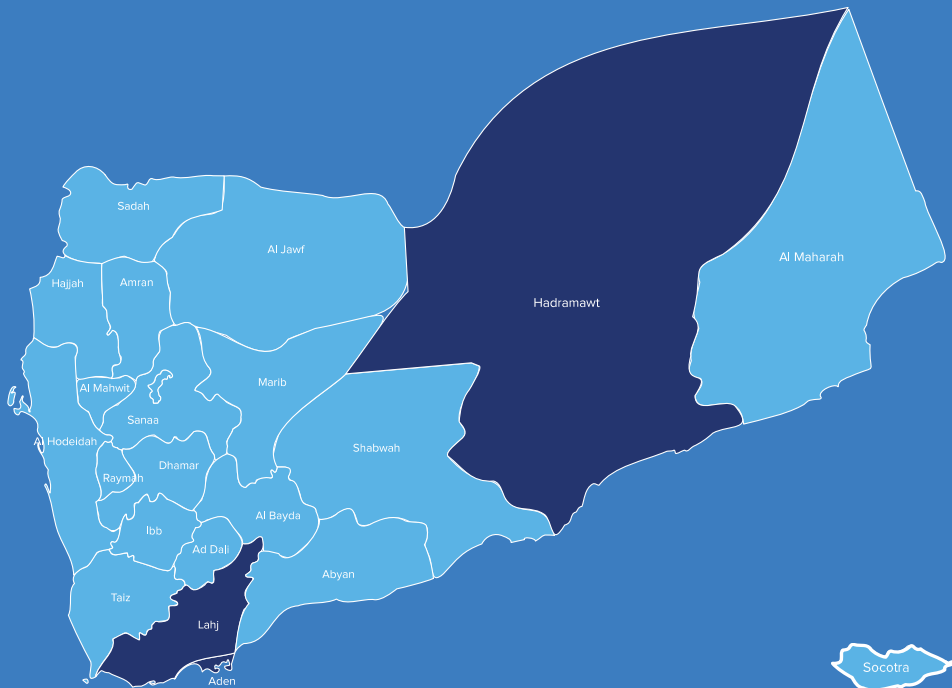 Sadah
Al Jawf
Al Maharah
Hajjah
Amran
Hadramawt
Marib
Al Mahwit
Sanaa
Al Hodeidah
Shabwah
Dhamar
Raymah
Al Bayda
Ibb
Ad Dali
Abyan
Taiz
Lahj
Socotra
Aden